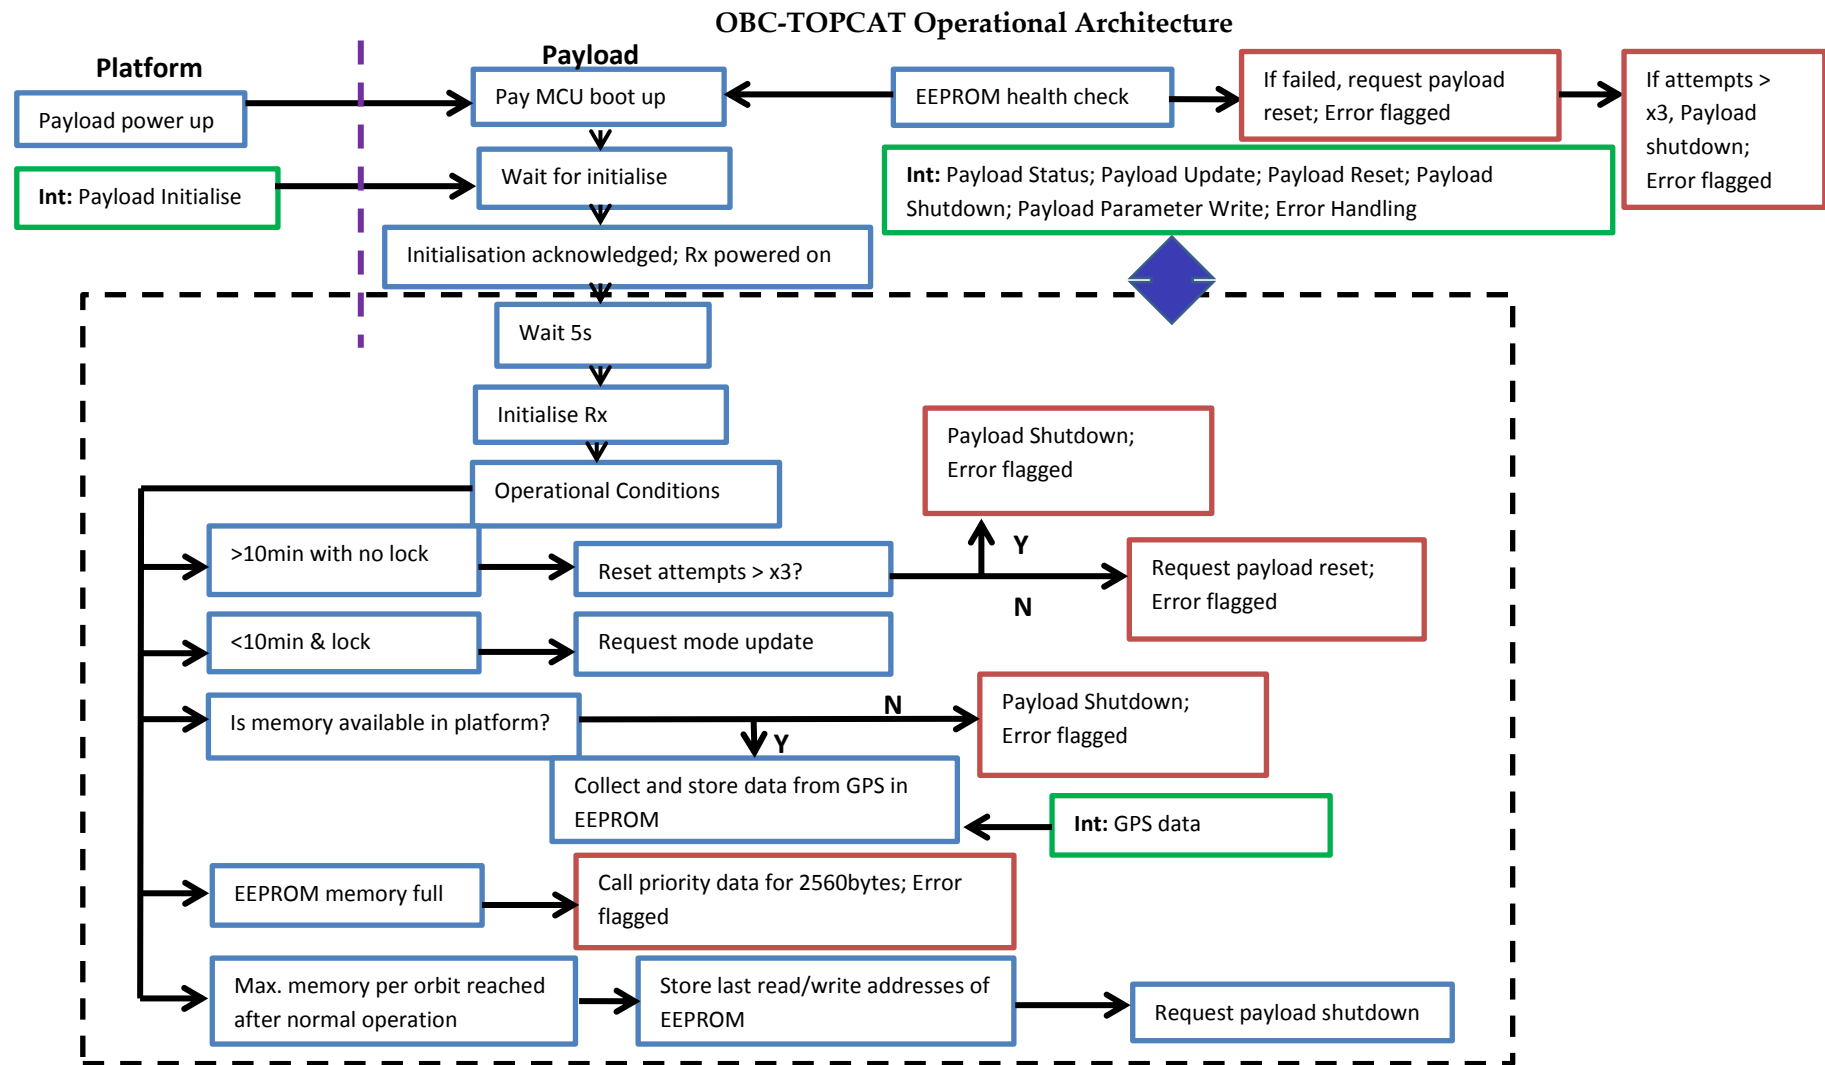 OBC-TOPCAT Operational Architecture
Platform
Payload
Payload power up
Pay MCU boot up
EEPROM health check
If failed, request payload
reset; Error flagged
If attempts >
x3, Payload
shutdown;
Error flagged
Int: Payload Initialise
Wait for initialise
Int: Payload Status; Payload Update; Payload Reset; Payload
Shutdown; Payload Parameter Write; Error Handling
Initialisation acknowledged; Rx powered on
Wait 5s
Initialise Rx
Operational Conditions
Payload Shutdown;
Error flagged
>10min with no lock
Reset attempts > x3?
Y
N
Request payload reset;
Error flagged
<10min & lock
Request mode update
Is memory available in platform?
N
Y
Payload Shutdown;
Error flagged
Collect and store data from GPS in
EEPROM
Int: GPS data
EEPROM memory full
Call priority data for 2560bytes; Error
flagged
Max. memory per orbit reached
after normal operation
Store last read/write addresses of
EEPROM
Request payload shutdown